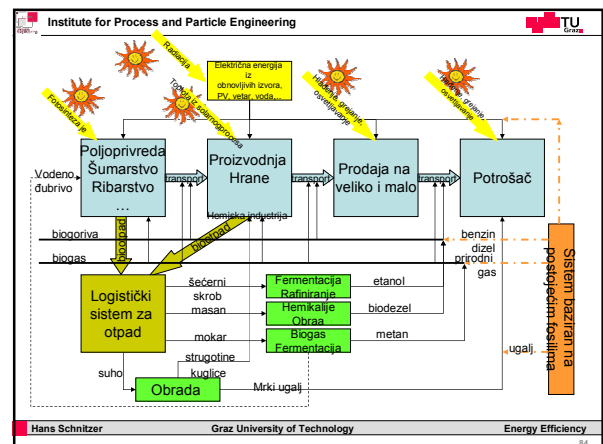 Institute for Process and Particle Engineering
TU
Graz
Radijacija
Električna energija
iz
obnovljivih izvora,
PV, vetar, voda,...
Fotosinteza je
Toplota iz solarnog
Hlađenje, grejanje,
osvetljavanje
Hlađenje, grejanje,
osvetljavanje
Vodeno
đubrivo
Poljoprivreda
Šumarstvo
Ribarstvo
…
transport
Proizvodnja
Hrane
Hemijska industrija
transport
Prodaja na
veliko i malo
transport
Potrošač
biootpad
biootpad
biogoriva
biogas
benzin
dizel
prirodni
gas
Sistem baziran na
postojećim fosilima
Logistički
sistem za
otpad
šećerni
skrob
masan
mokar
Fermentacija
Rafiniranje
etanol
Hemikalije
Obraa
biodezel
Biogas
Fermentacija
metan
ugalj
suho
strugotine
kuglice
Obrada
Mrki ugalj
Hans Schnitzer
Graz University of Technology
Energy Efficiency
84